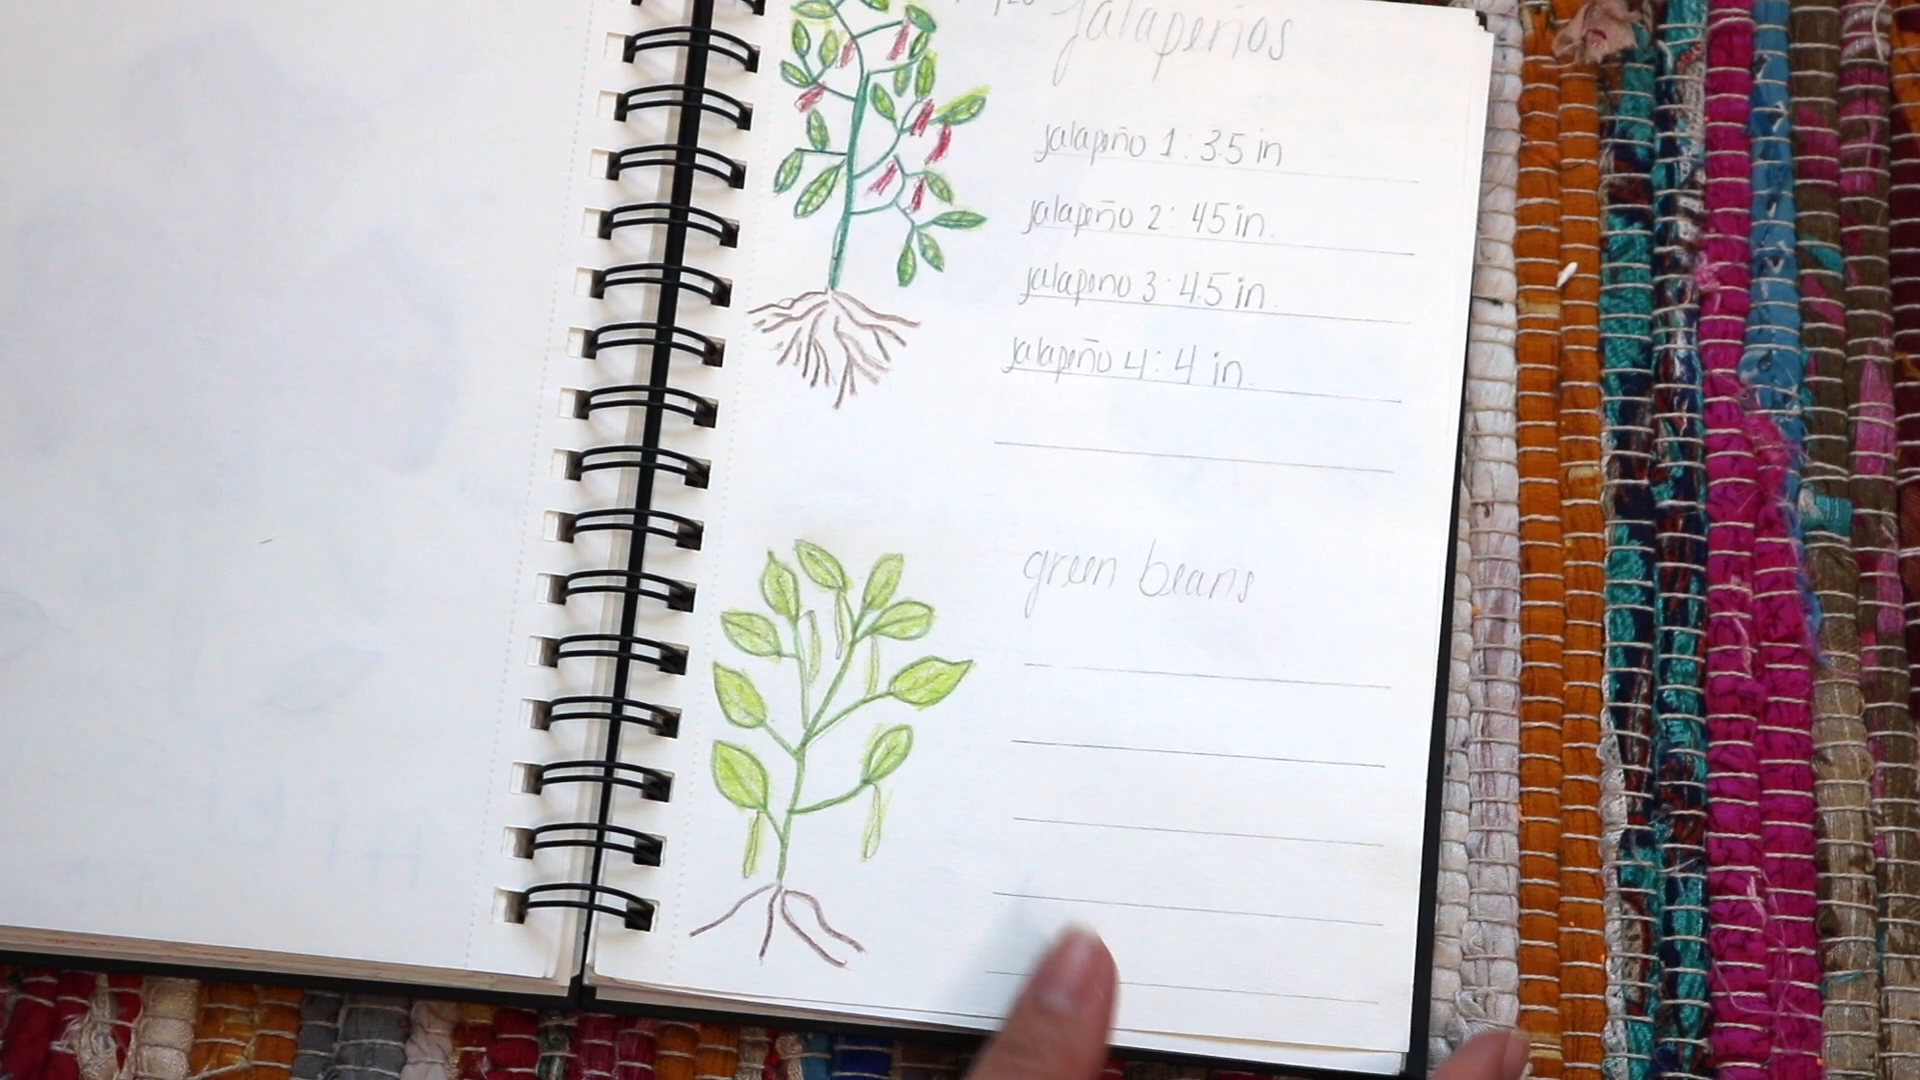 jalapeños
jalapeño 1: 3.5 in
jalapeño 2: 4.5 in.
jalapeño 3: 4.5 in.
jalapeño 4: 4 in.
green beans